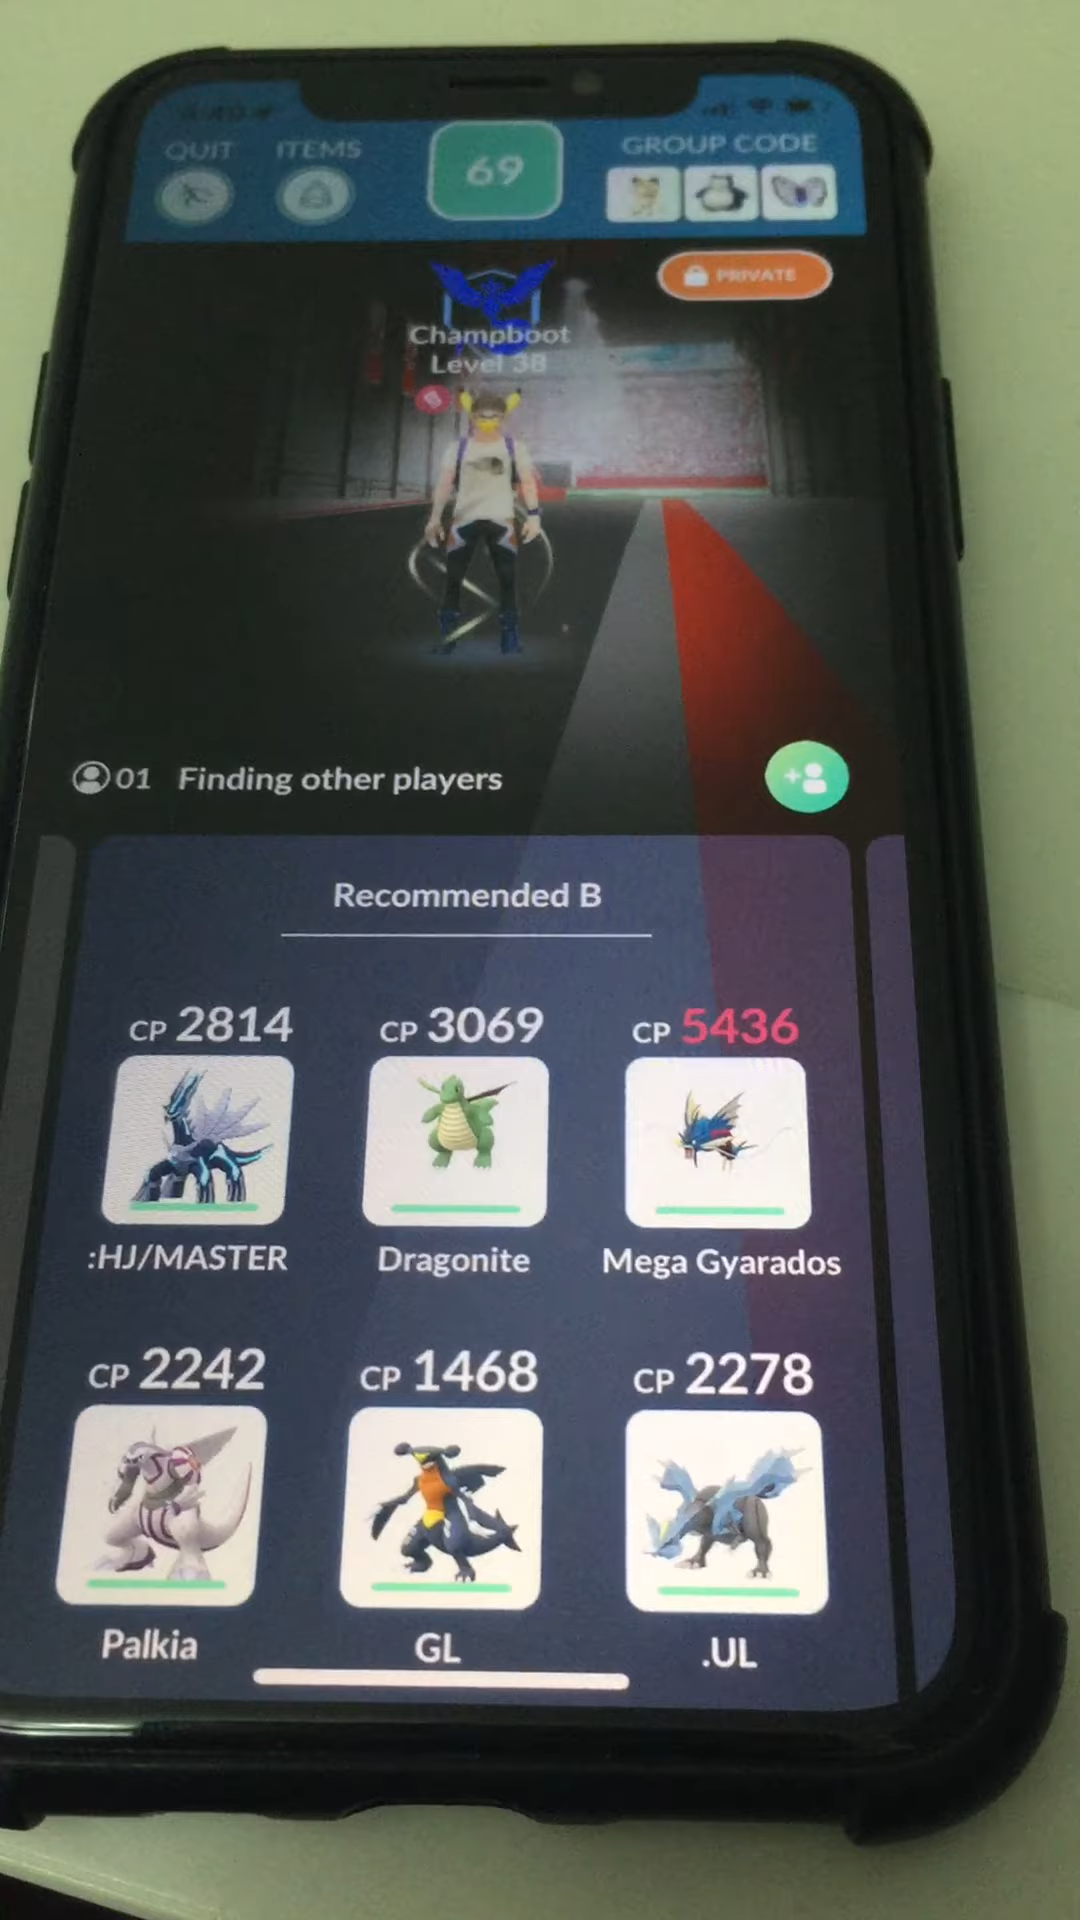 QUIT ITEMS 69 GROUP CODE
PRIVATE
Champboot
Level 38
01 Finding other players
Recommended B
CP 2814 CP 3069 CP 5436
:HJ/MASTER Dragonite Mega Gyarados
CP 2242 CP 1468 CP 2278
Palkia GL .UL